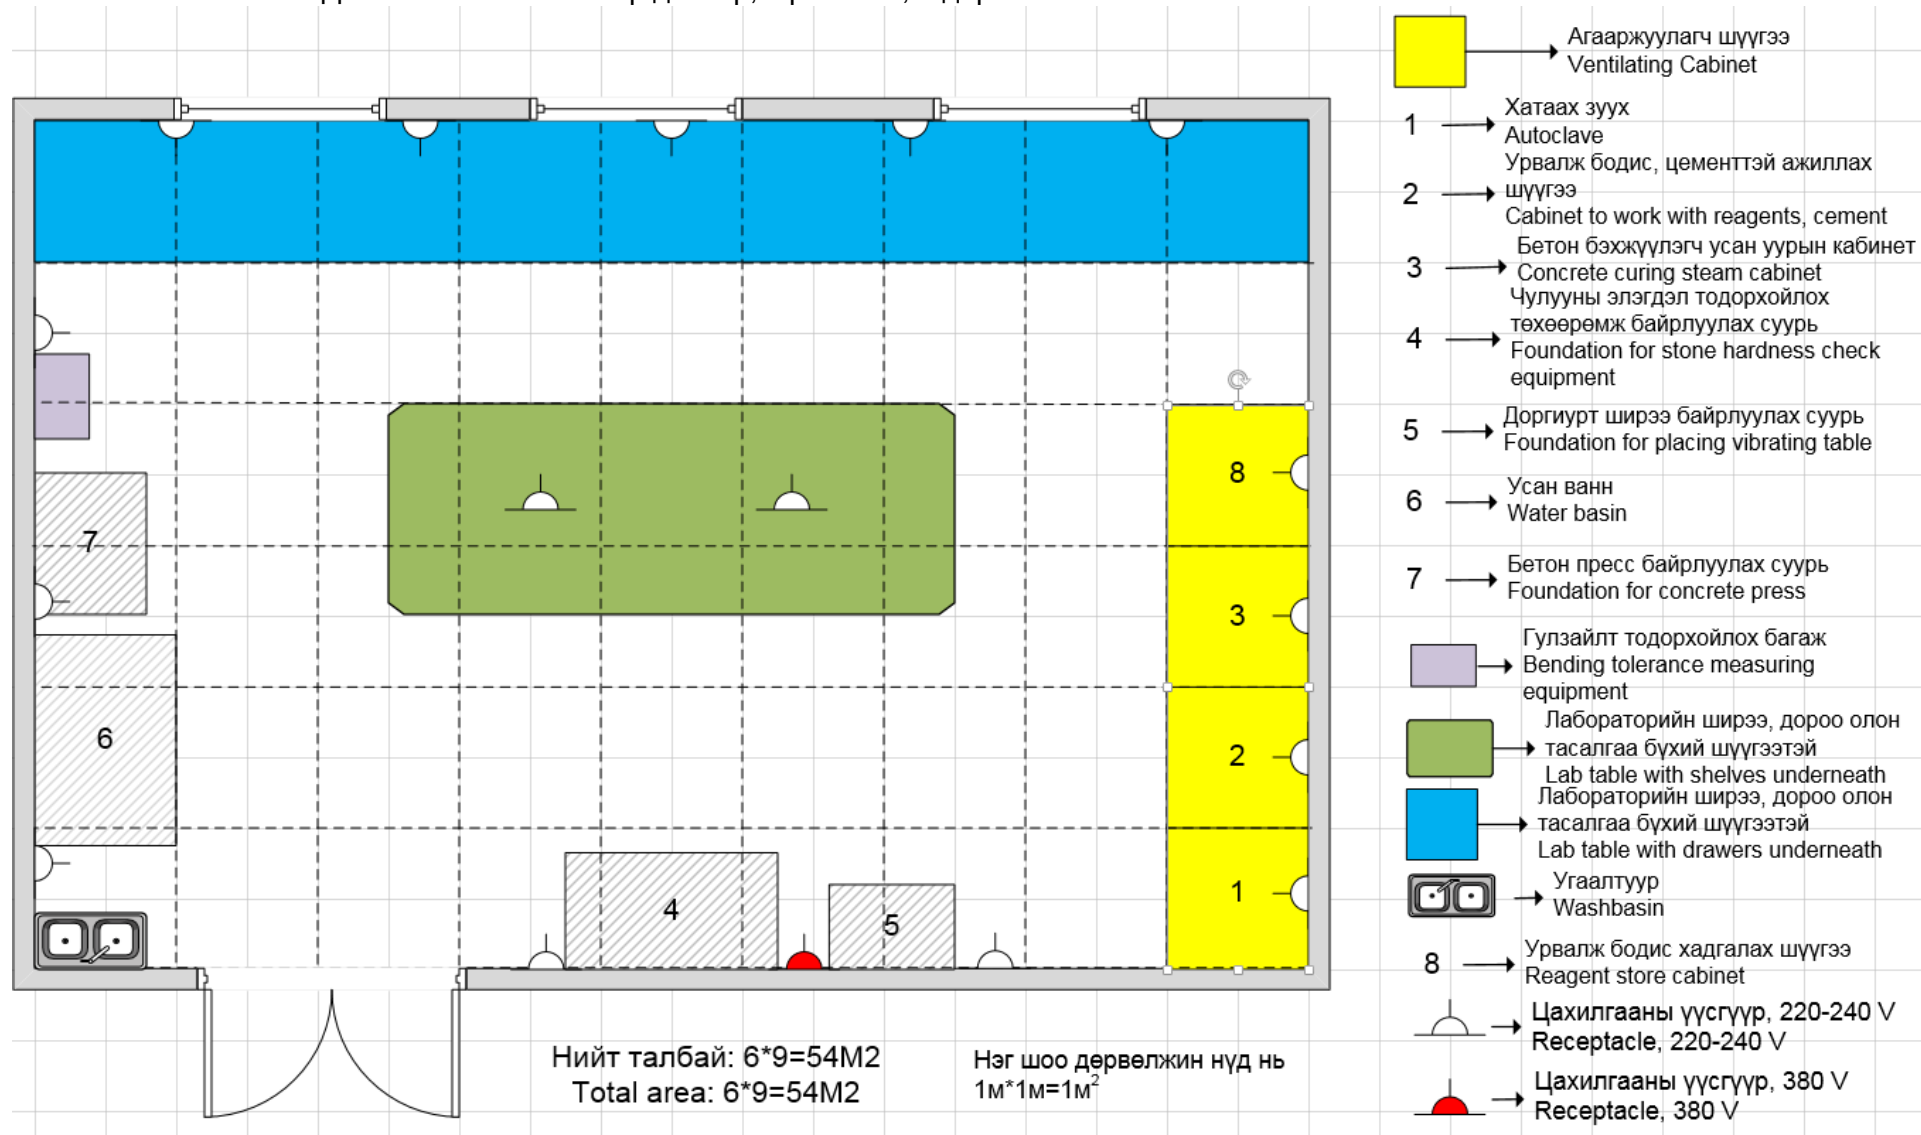 8
7
3
6
2
4
5
1
Нийт талбай: 6*9=54М2
Total area: 6*9=54M2
Нэг шоо дөрвөлжин нүд нь
1м*1м=1м²
Агааржуулагч шүүгээ
Ventilating Cabinet
1
Хатаах зуух
Autoclave
2
Урвалж бодис, цементтэй ажиллах
шүүгээ
Cabinet to work with reagents, cement
3
Бетон бэхжүүлэгч усан уурын кабинет
Concrete curing steam cabinet
4
Чулууны элэгдэл тодорхойлох
төхөөрөмж байрлуулах суурь
Foundation for stone hardness check
equipment
5
Доргиурт ширээ байрлуулах суурь
Foundation for placing vibrating table
6
Усан ванн
Water basin
7
Бетон пресс байрлуулах суурь
Foundation for concrete press
Гулзайлт тодорхойлох багаж
Bending tolerance measuring
equipment
Лабораторийн ширээ, дороо олон
тасалгаа бүхий шүүгээтэй
Lab table with shelves underneath
Лабораторийн ширээ, дороо олон
тасалгаа бүхий шүүгээтэй
Lab table with drawers underneath
Угаалтуур
Washbasin
8
Урвалж бодис хадгалах шүүгээ
Reagent store cabinet
Цахилгааны үүсгүүр, 220-240 V
Receptacle, 220-240 V
Цахилгааны үүсгүүр, 380 V
Receptacle, 380 V